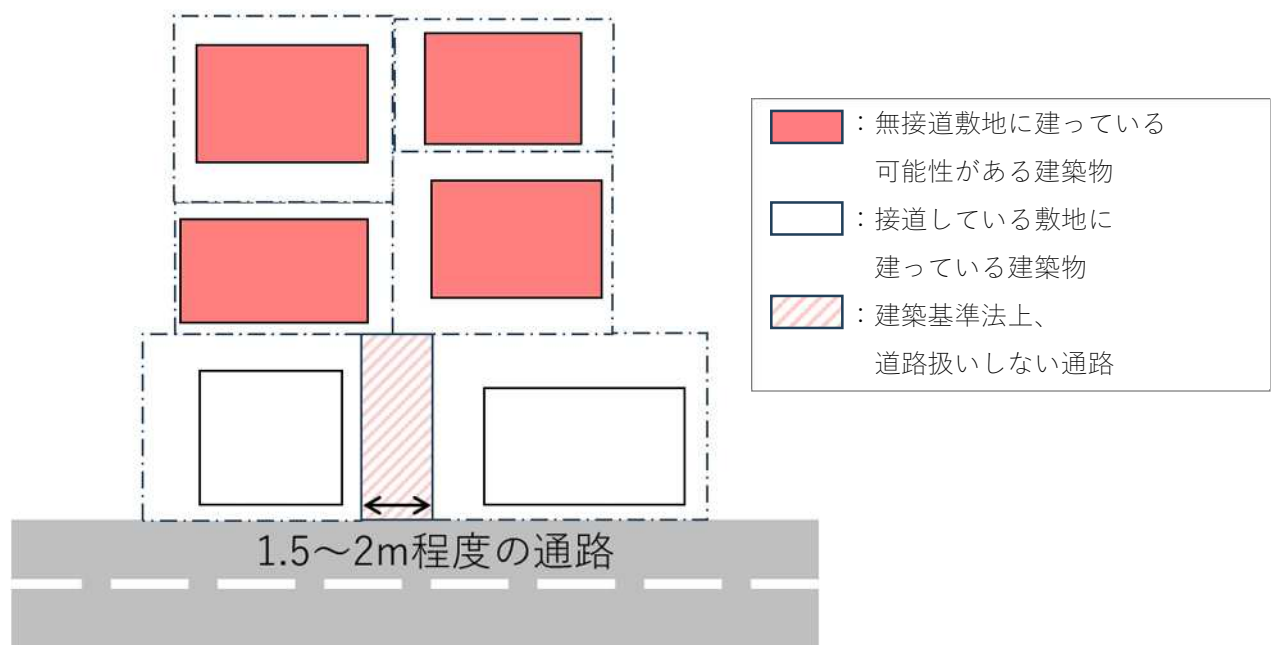 ：無接道敷地に建っている
可能性がある建築物
：接道している敷地に
建っている建築物
：建築基準法上、
道路扱いしない通路
1.5～2m程度の通路